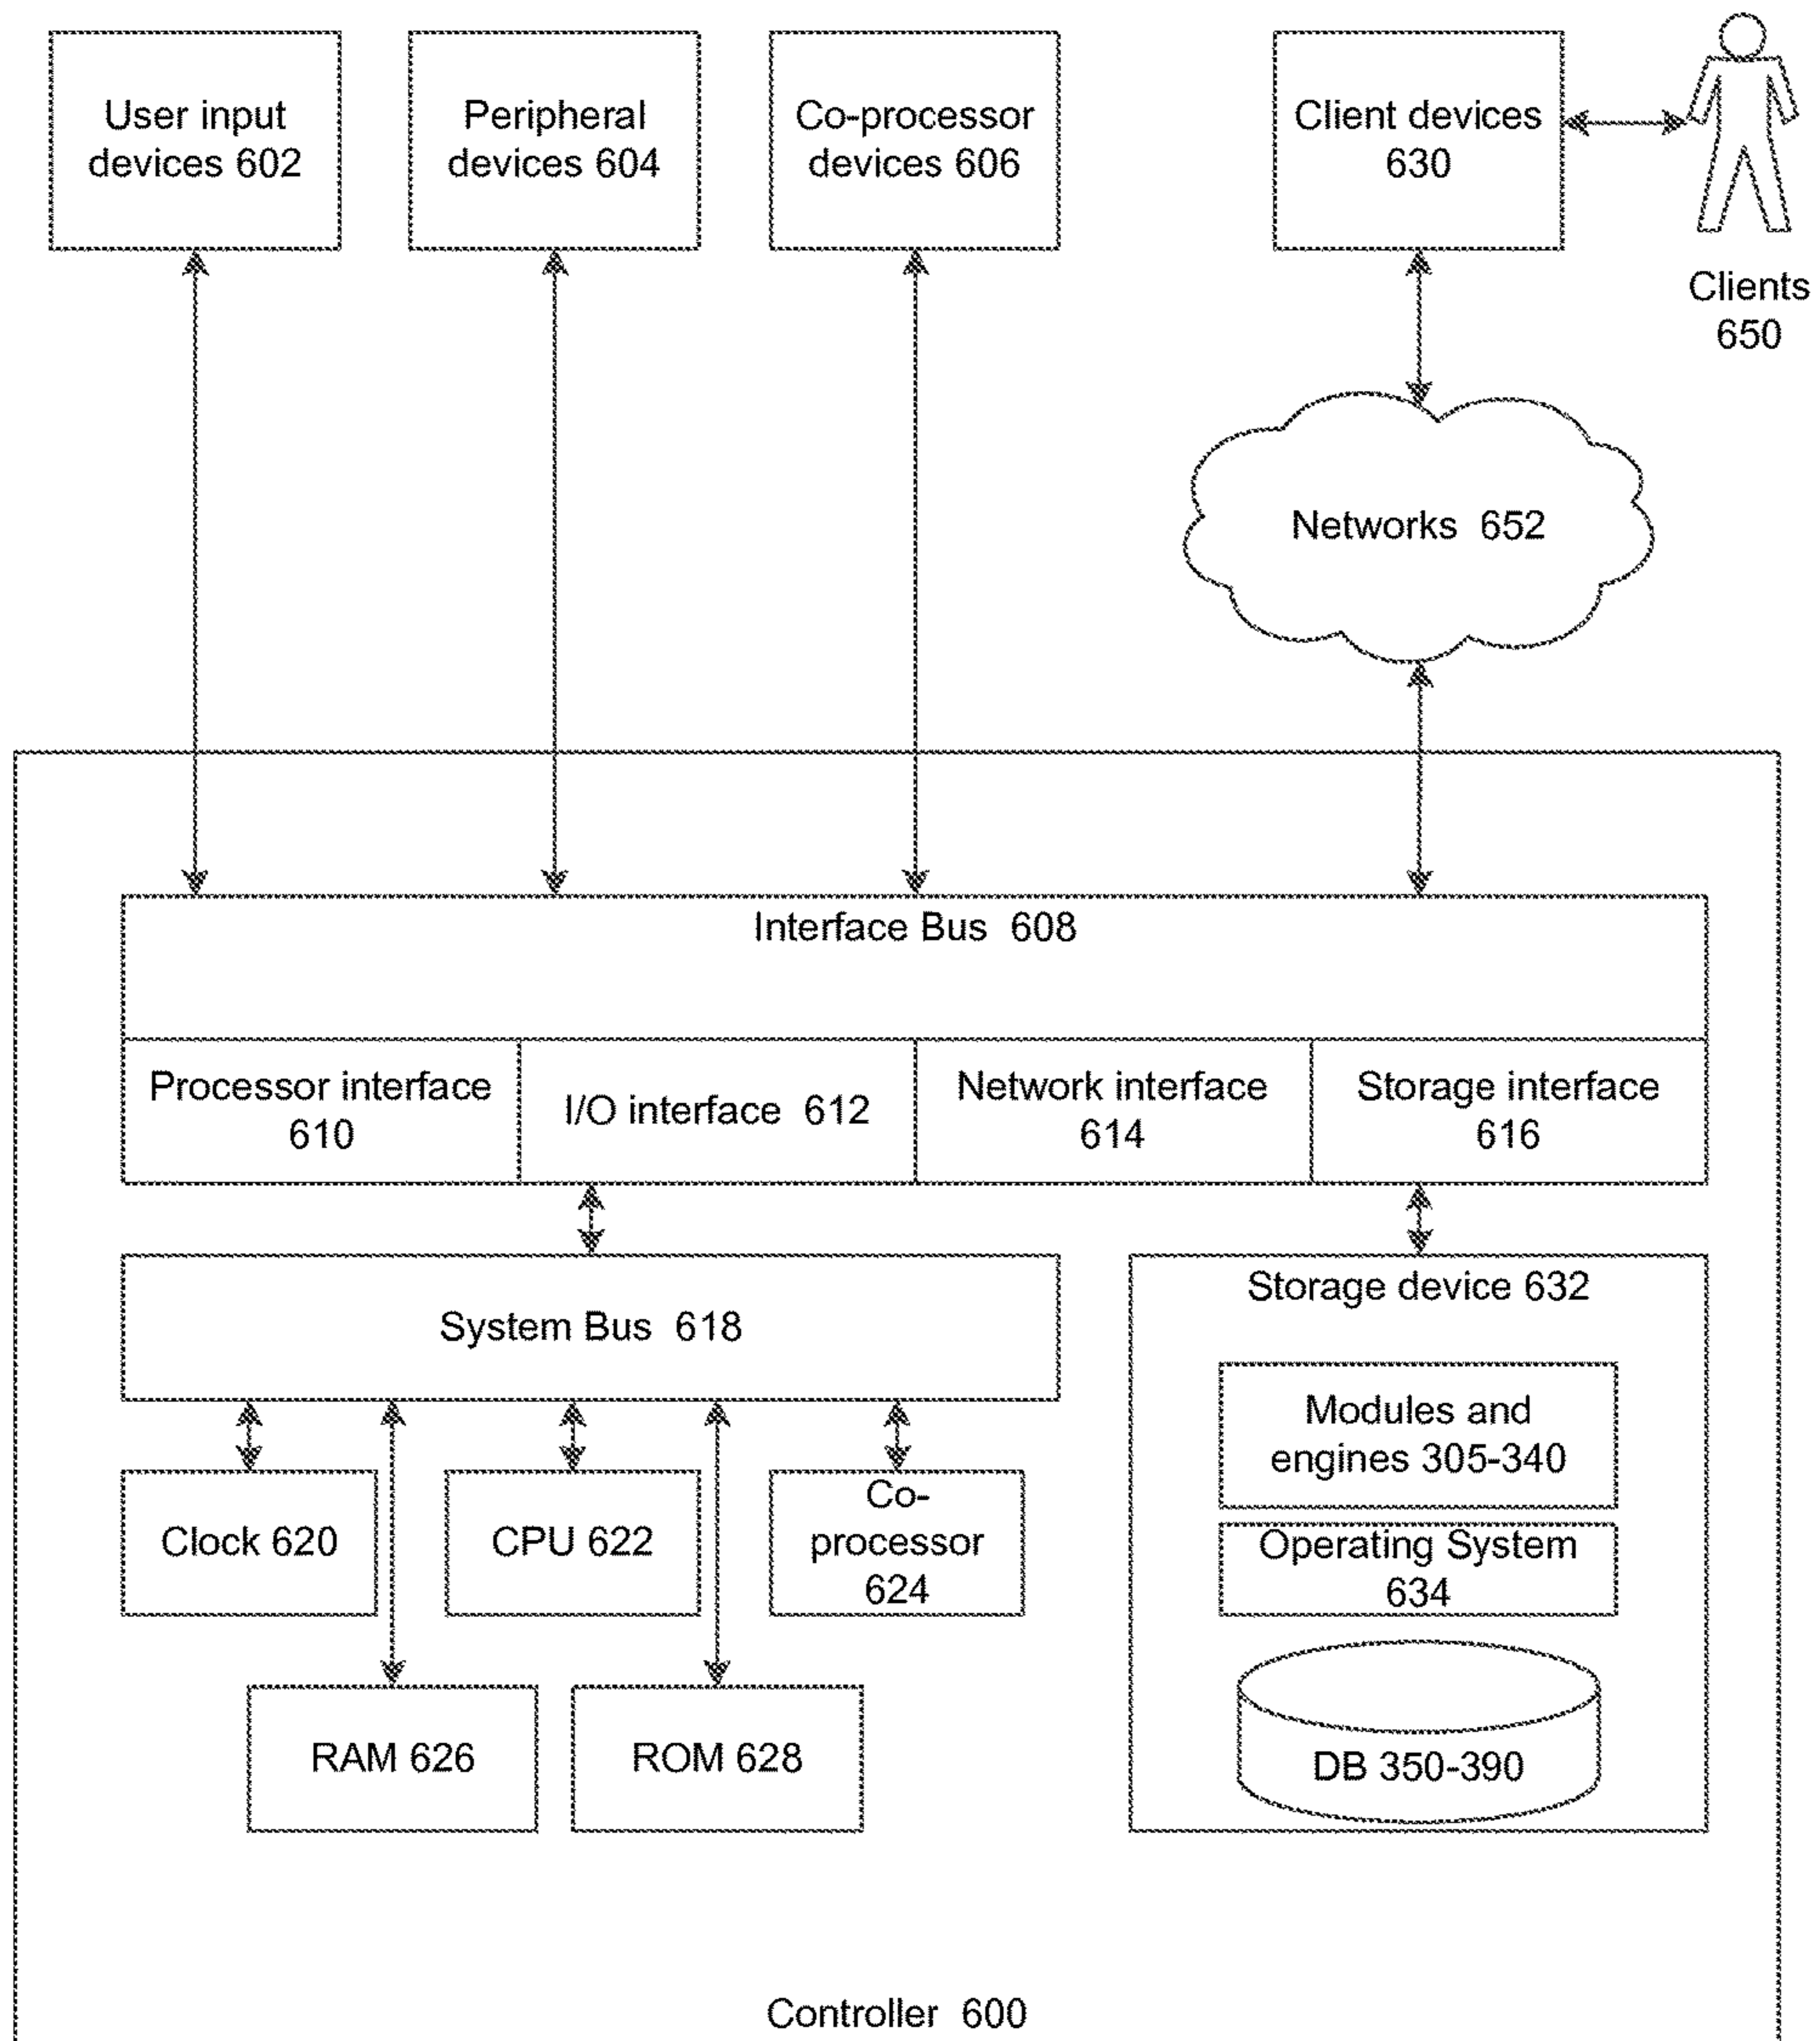 User input
devices 602
Peripheral
devices 604
Co-processor
devices 606
Client devices
630
Clients
650
Networks 652
Interface Bus 608
Processor interface
610
I/O interface 612
Network interface
614
Storage interface
616
System Bus 618
Storage device 632
Modules and
engines 305-340
Operating System
634
DB 350-390
Clock 620
CPU 622
Co-
processor
624
RAM 626
ROM 628
Controller 600